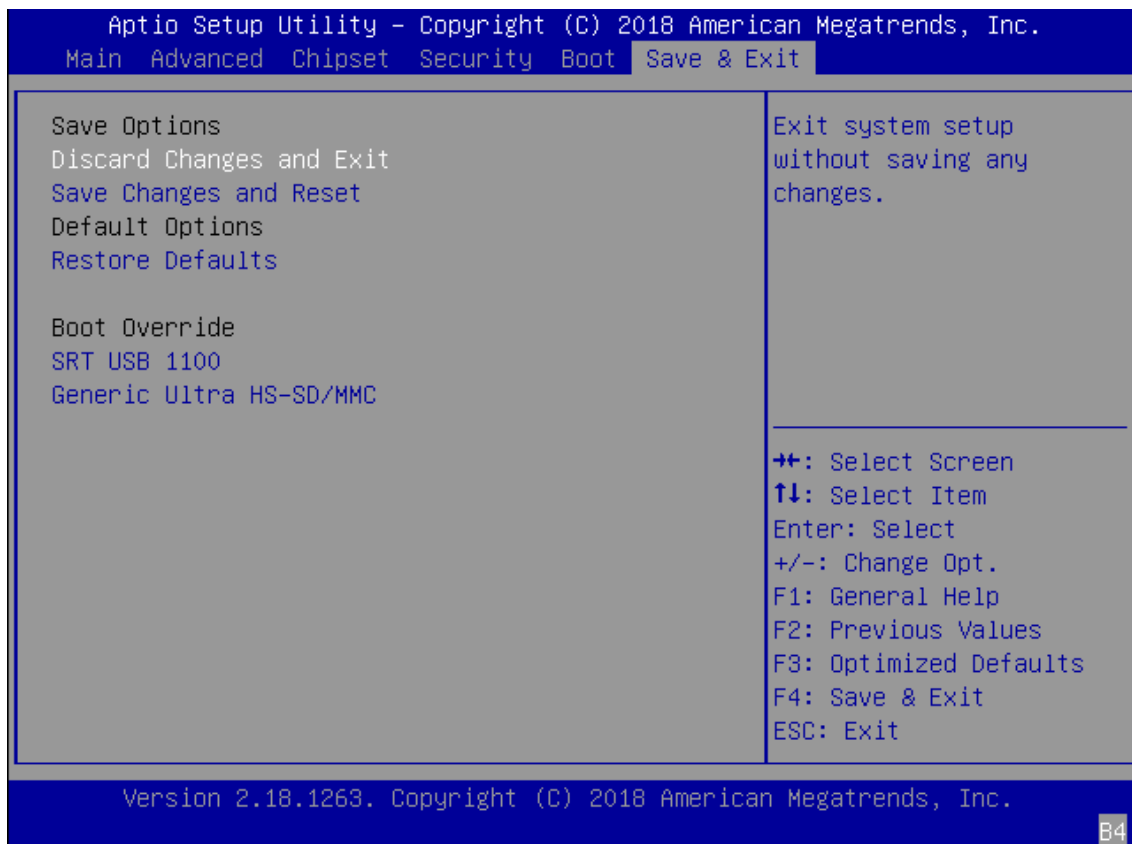 Aptio Setup Utility – Copyright (C) 2018 American Megatrends, Inc.
Main Advanced Chipset Security Boot Save & Exit
Save Options
Discard Changes and Exit
Save Changes and Reset
Default Options
Restore Defaults
Boot Override
SRT USB 1100
Generic Ultra HS-SD/MMC
Exit system setup
without saving any
changes.
→←: Select Screen
↑↓: Select Item
Enter: Select
+/-: Change Opt.
F1: General Help
F2: Previous Values
F3: Optimized Defaults
F4: Save & Exit
ESC: Exit
Version 2.18.1263. Copyright (C) 2018 American Megatrends, Inc.
B4